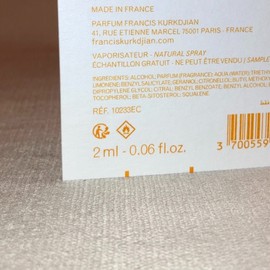 MADE IN FRANCE
PARFUM FRANCIS KURKDJIAN
41, RUE ETIENNE MARCEL 75001 PARIS - FRANCE
franciskurkdjian.com
VAPORISATEUR - NATURAL SPRAY
ÉCHANTILLON GRATUIT - NE PEUT ÊTRE VENDU / SAMPLE
INGREDIENTS: ALCOHOL, PARFUM (FRAGRANCE), AQUA (WATER),
LIMONENE, BENZYL SALICYLATE, GERANIOL, CITRONELLOL,
DIPROPYLENE GLYCOL, CITRAL, BENZYL BENZOATE, BENZYL ALCOHOL,
TOCOPHEROL, BETA-SITOSTEROL, SQUALENE
RÉF. 10233EC
2 ml - 0.06 fl.oz.
3 700559